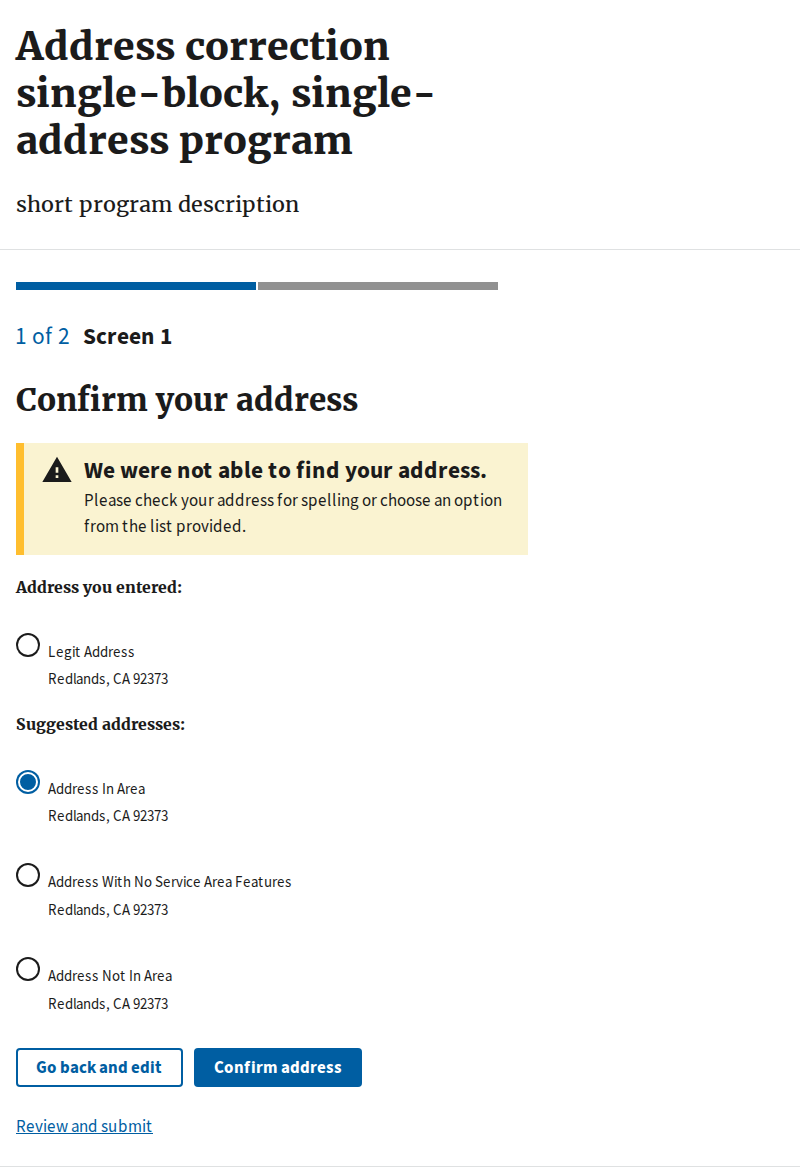 Address correction
single-block, single-
address program
short program description
1 of 2 Screen 1
Confirm your address
We were not able to find your address.
Please check your address for spelling or choose an option
from the list provided.
Address you entered:
Legit Address
Redlands, CA 92373
Suggested addresses:
Address In Area
Redlands, CA 92373
Address With No Service Area Features
Redlands, CA 92373
Address Not In Area
Redlands, CA 92373
Go back and edit Confirm address
Review and submit